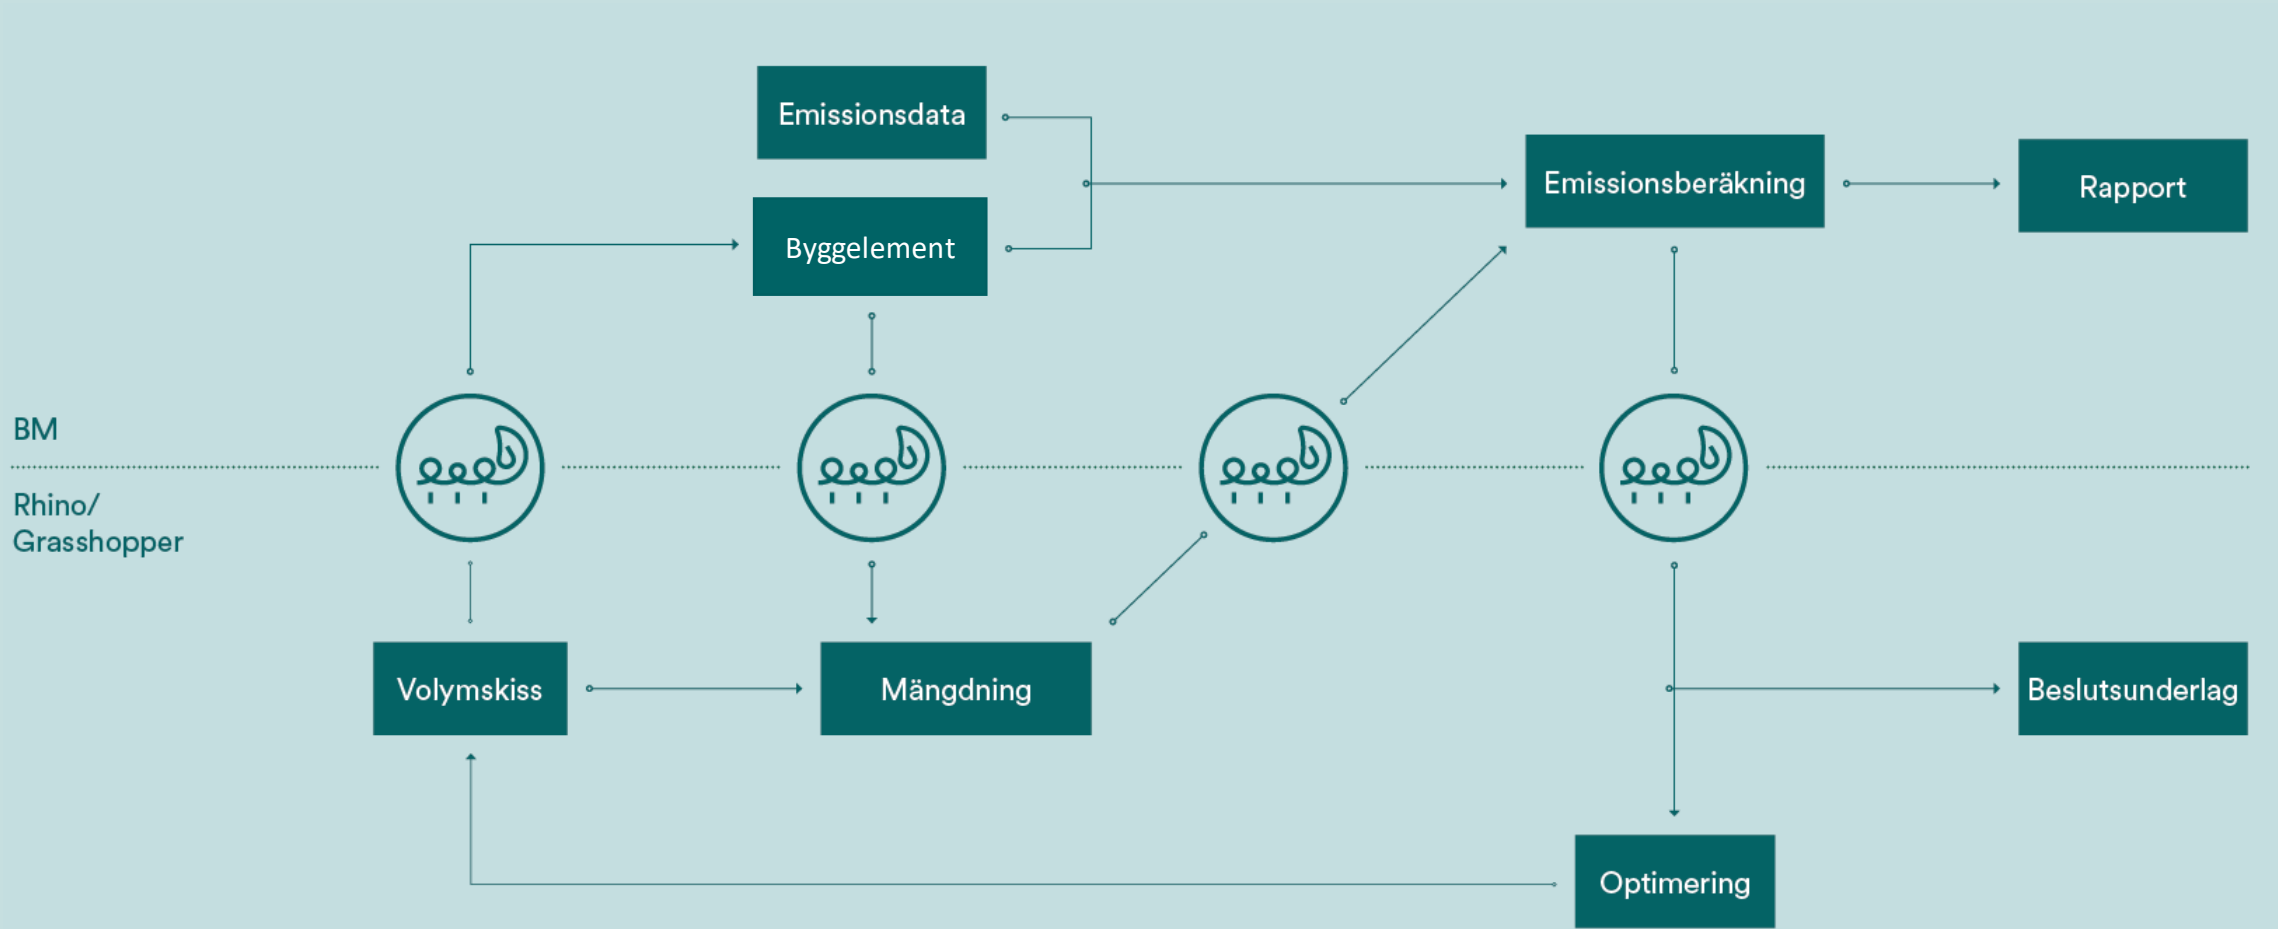 Emissionsdata
Emissionsberäkning
Rapport
Byggelement
BM
Rhino/
Grasshopper
Volymskiss
Mängdning
Beslutsunderlag
Optimering